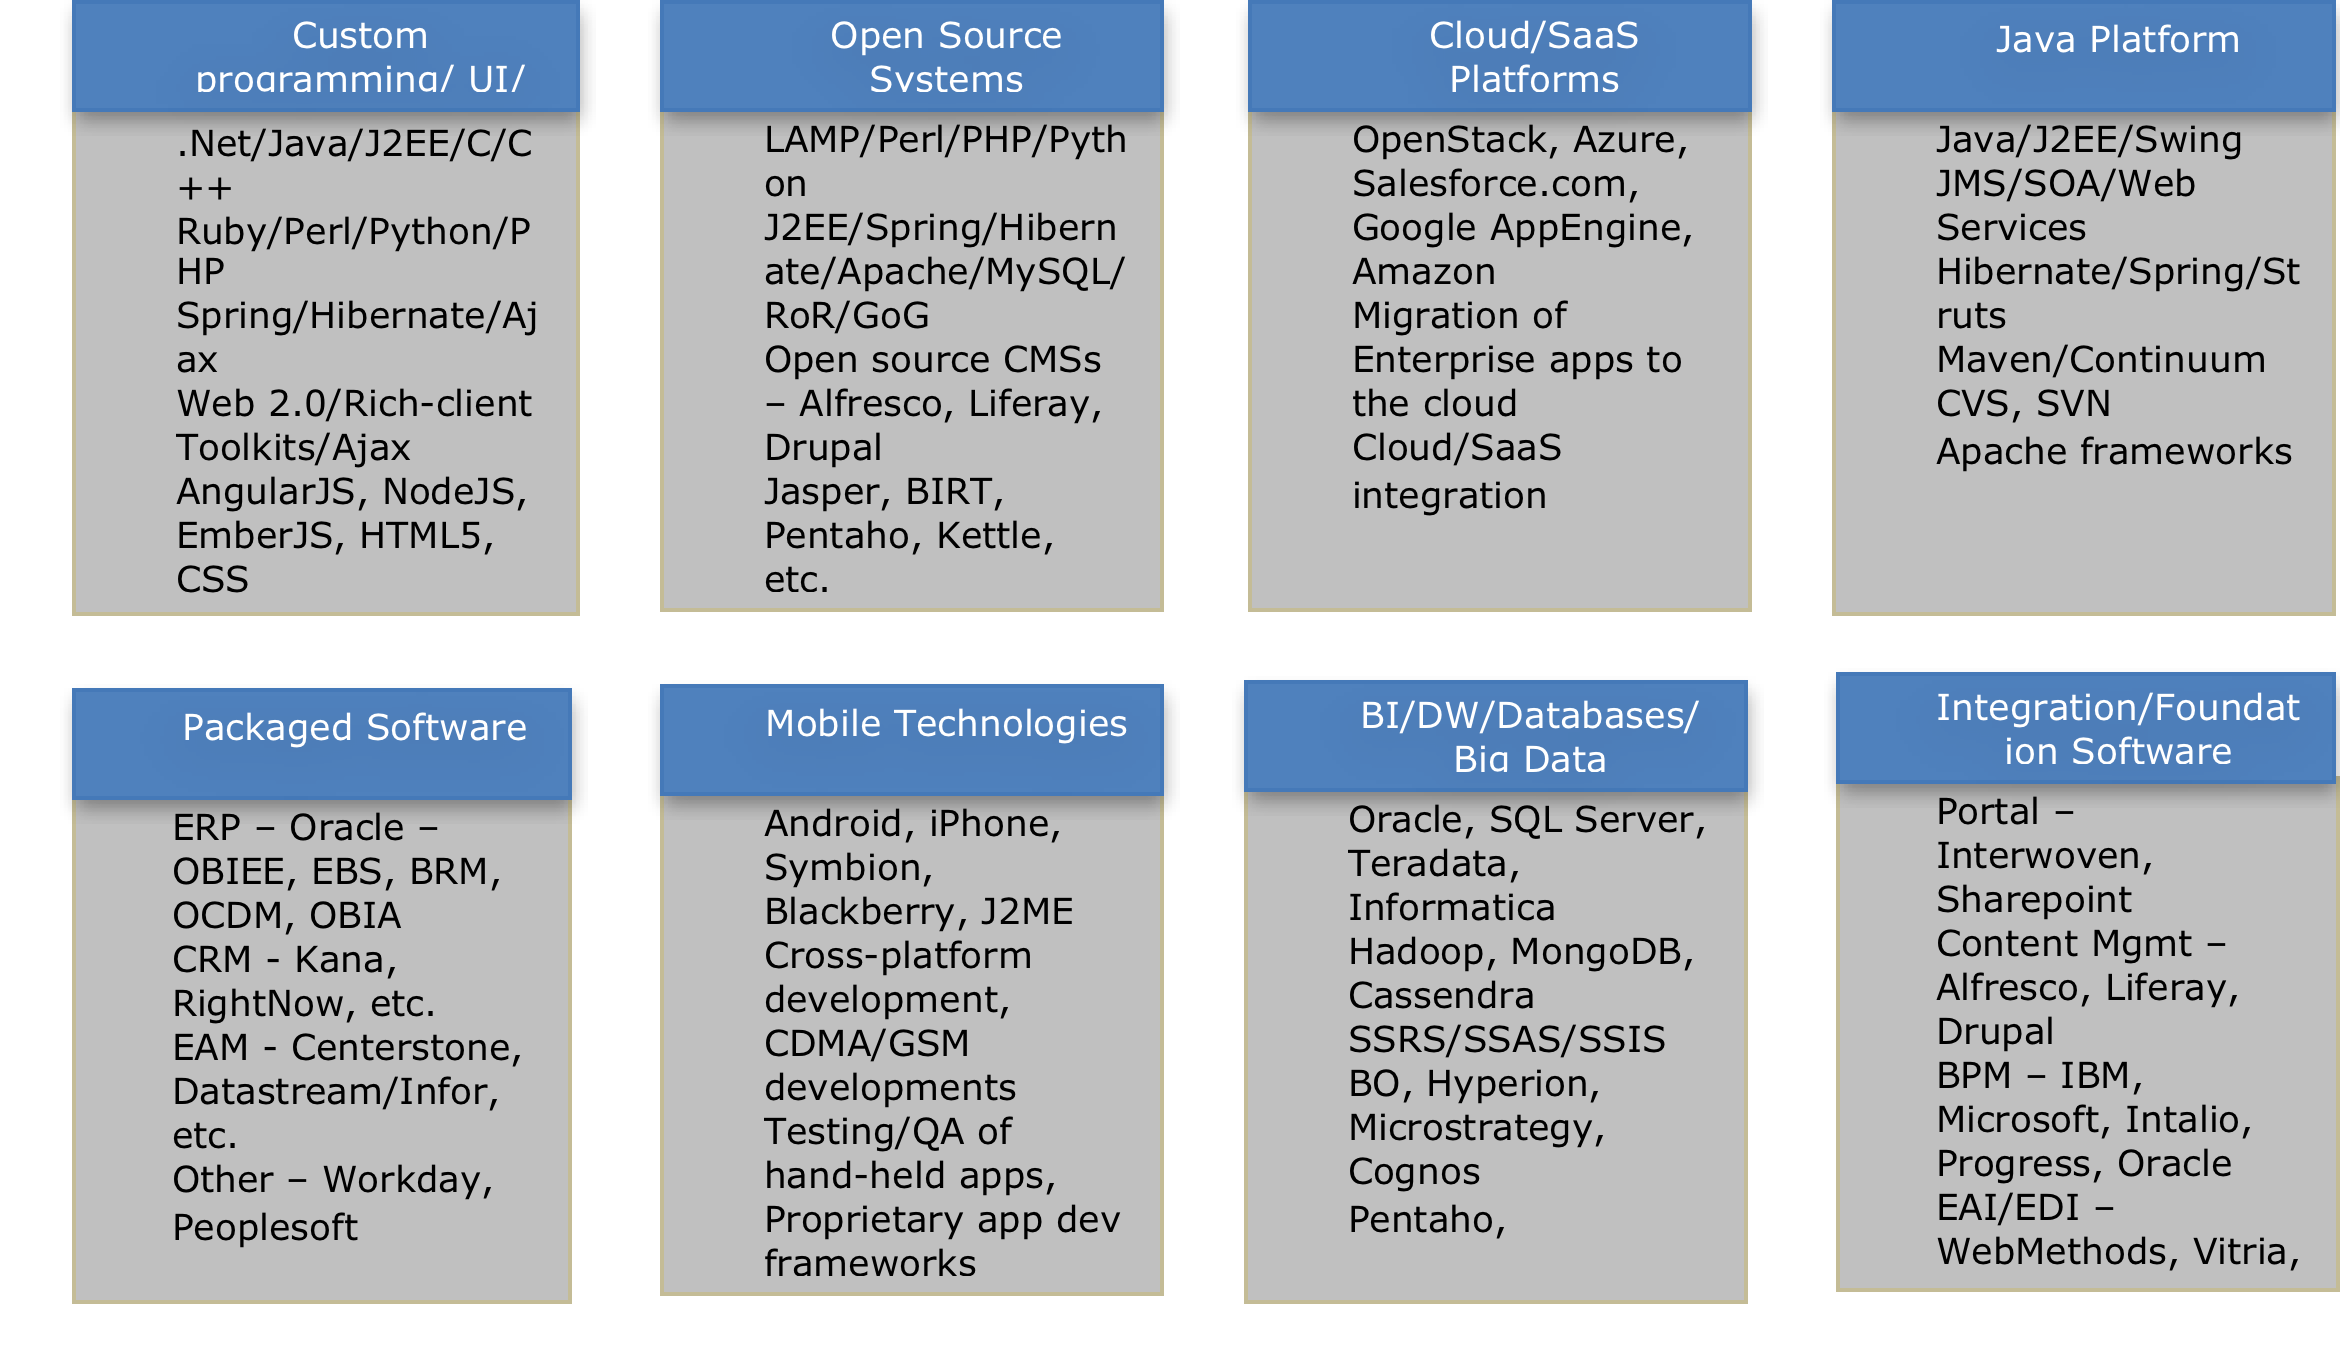 Custom
programming/ UI/
.Net/Java/J2EE/C/C
++
Ruby/Perl/Python/P
HP
Spring/Hibernate/Aj
ax
Web 2.0/Rich-client
Toolkits/Ajax
AngularJS, NodeJS,
EmberJS, HTML5,
CSS
Open Source
Systems
LAMP/Perl/PHP/Pyth
on
J2EE/Spring/Hibern
ate/Apache/MySQL/
RoR/GoG
Open source CMSs
– Alfresco, Liferay,
Drupal
Jasper, BIRT,
Pentaho, Kettle,
etc.
Cloud/SaaS
Platforms
OpenStack, Azure,
Salesforce.com,
Google AppEngine,
Amazon
Migration of
Enterprise apps to
the cloud
Cloud/SaaS
integration
Java Platform
Java/J2EE/Swing
JMS/SOA/Web
Services
Hibernate/Spring/St
ruts
Maven/Continuum
CVS, SVN
Apache frameworks
Packaged Software
ERP – Oracle –
OBIEE, EBS, BRM,
OCDM, OBIA
CRM - Kana,
RightNow, etc.
EAM - Centerstone,
Datastream/Infor,
etc.
Other – Workday,
Peoplesoft
Mobile Technologies
Android, iPhone,
Symbion,
Blackberry, J2ME
Cross-platform
development,
CDMA/GSM
developments
Testing/QA of
hand-held apps,
Proprietary app dev
frameworks
BI/DW/Databases/
Big Data
Oracle, SQL Server,
Teradata,
Informatica
Hadoop, MongoDB,
Cassendra
SSRS/SSAS/SSIS
BO, Hyperion,
Microstrategy,
Cognos
Pentaho,
Integration/Foundat
ion Software
Portal –
Interwoven,
Sharepoint
Content Mgmt –
Alfresco, Liferay,
Drupal
BPM – IBM,
Microsoft, Intalio,
Progress, Oracle
EAI/EDI –
WebMethods, Vitria,